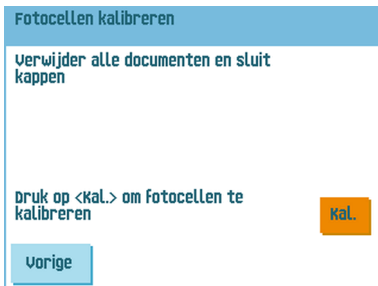 Fotocellen kalibreren
Verwijder alle documenten en sluit
kappen
Druk op <Kal.> om fotocellen te
kalibreren
Kal.
Vorige